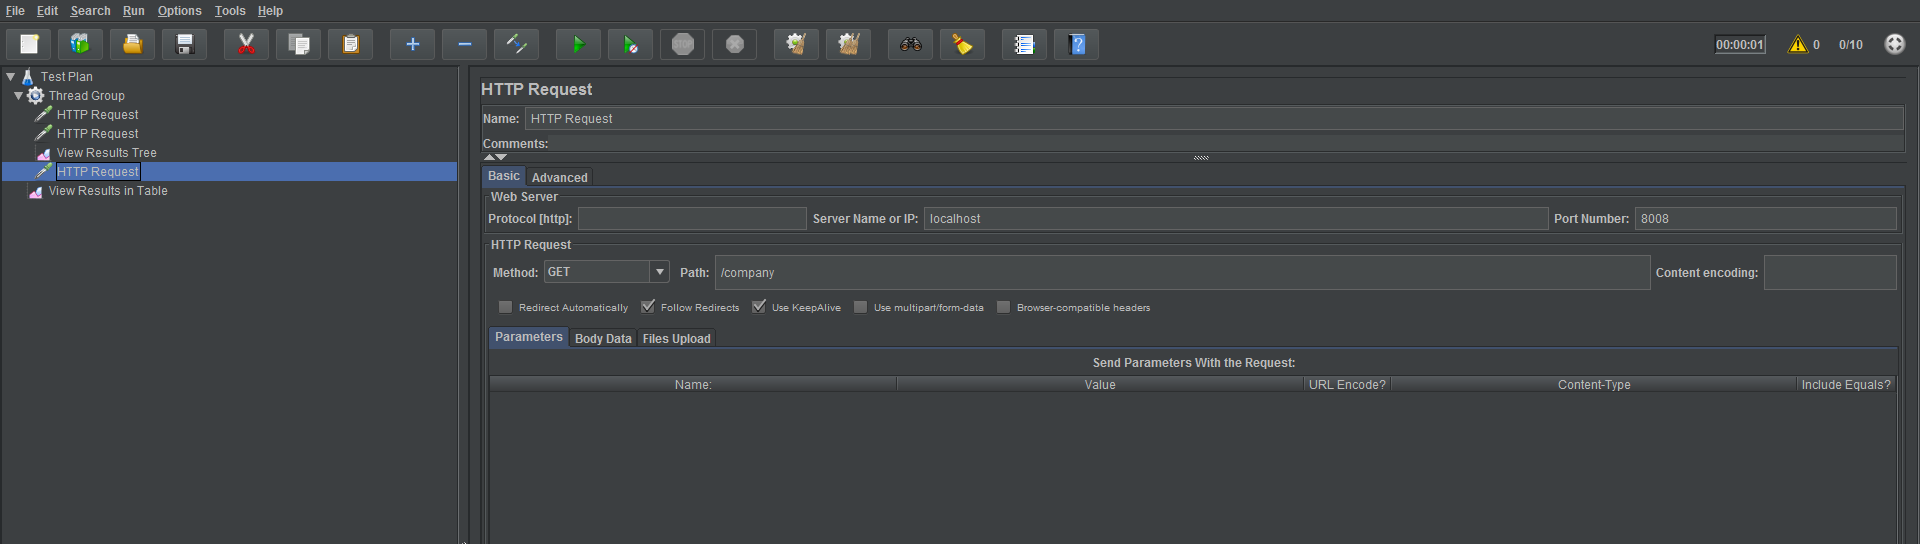 File Edit Search Run Options Tools Help
STOP
00:00:01 0 0/10
Test Plan
Thread Group
HTTP Request
HTTP Request
View Results Tree
HTTP Request
View Results in Table
HTTP Request
Name: HTTP Request
Comments:
Basic Advanced
Web Server
Protocol [http]: Server Name or IP: localhost Port Number: 8008
HTTP Request
Method: GET Path: /company Content encoding:
Redirect Automatically Follow Redirects Use KeepAlive Use multipart/form-data Browser-compatible headers
Parameters Body Data Files Upload
Send Parameters With the Request:
Name: Value URL Encode? Content-Type Include Equals?